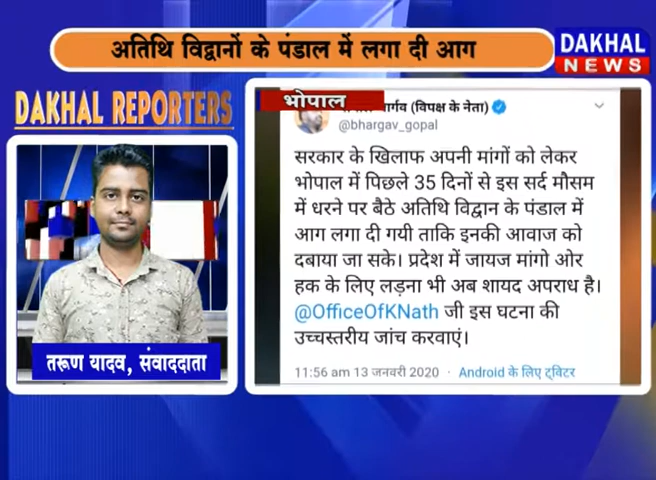 अतिथि विद्वानों के पंडाल में लगा दी आग
DAKHAL
NEWS
DAKHAL REPORTERS
भोपाल
(विपक्ष के नेता)
@bhargav_gopal
सरकार के खिलाफ अपनी मांगों को लेकर
भोपाल में पिछले 35 दिनों से इस सर्द मौसम
में धरने पर बैठे अतिथि विद्वान के पंडाल में
आग लगा दी गयी ताकि इनकी आवाज को
दबाया जा सके। प्रदेश में जायज मांगो ओर
हक के लिए लड़ना भी अब शायद अपराध है।
@OfficeOfKNath जी इस घटना की
उच्चस्तरीय जांच करवाएं।
11:56 am 13 जनवरी 2020 · Android के लिए ट्विटर
तरूण यादव, संवाददाता